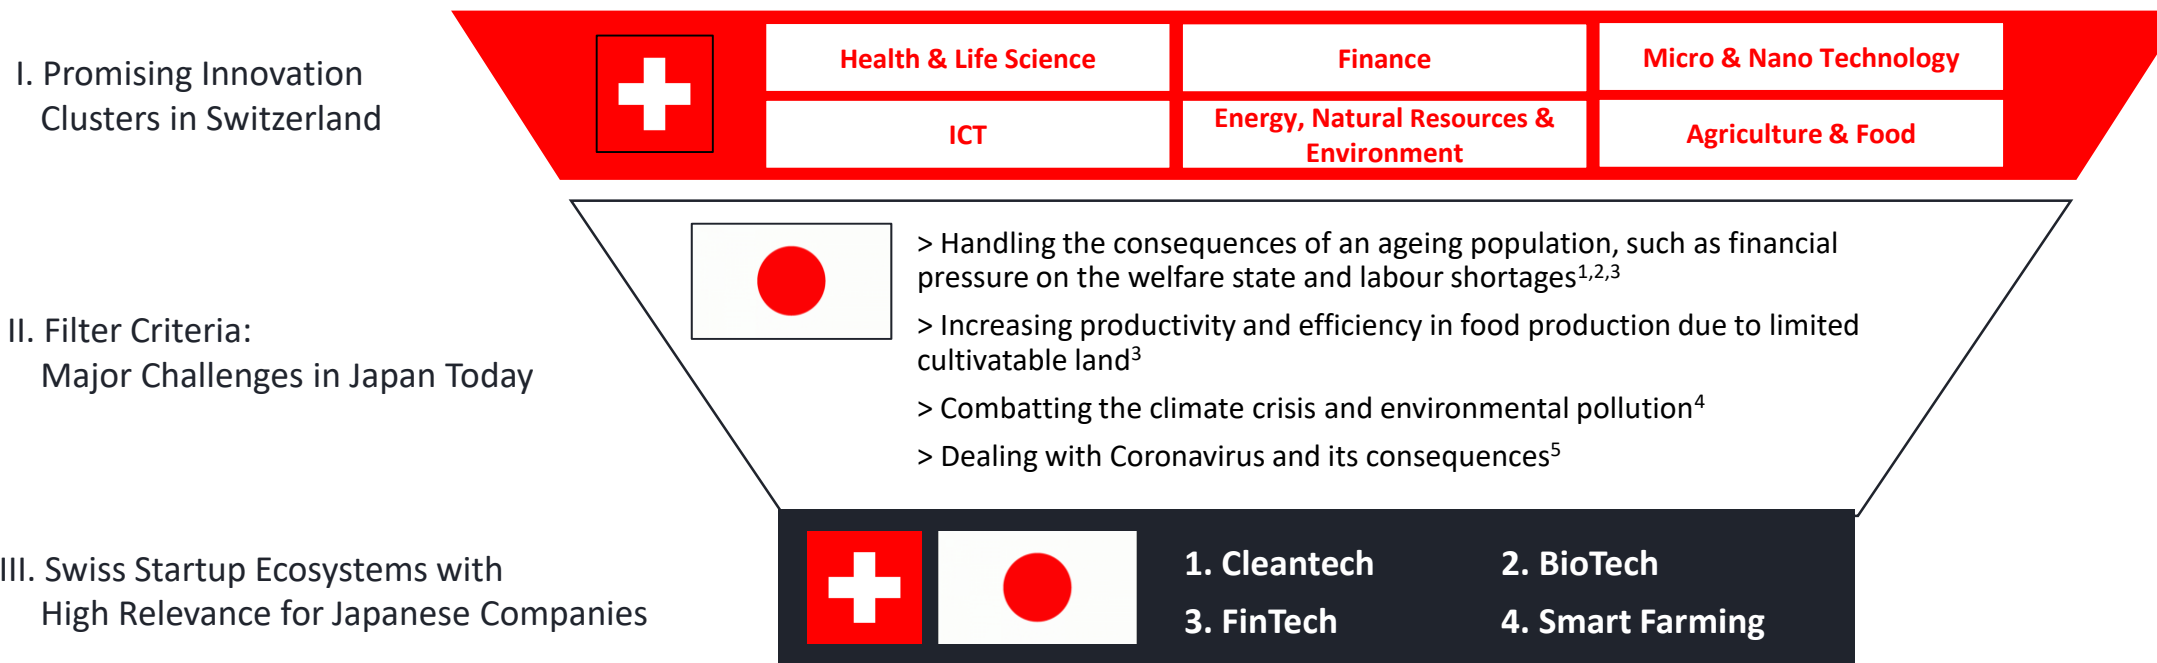 I. Promising Innovation
Clusters in Switzerland
Health & Life Science
Finance
Micro & Nano Technology
ICT
Energy, Natural Resources &
Environment
Agriculture & Food
II. Filter Criteria:
Major Challenges in Japan Today
> Handling the consequences of an ageing population, such as financial
pressure on the welfare state and labour shortages1,2,3
> Increasing productivity and efficiency in food production due to limited
cultivatable land3
> Combatting the climate crisis and environmental pollution4
> Dealing with Coronavirus and its consequences5
III. Swiss Startup Ecosystems with
High Relevance for Japanese Companies
1. Cleantech
2. BioTech
3. FinTech
4. Smart Farming